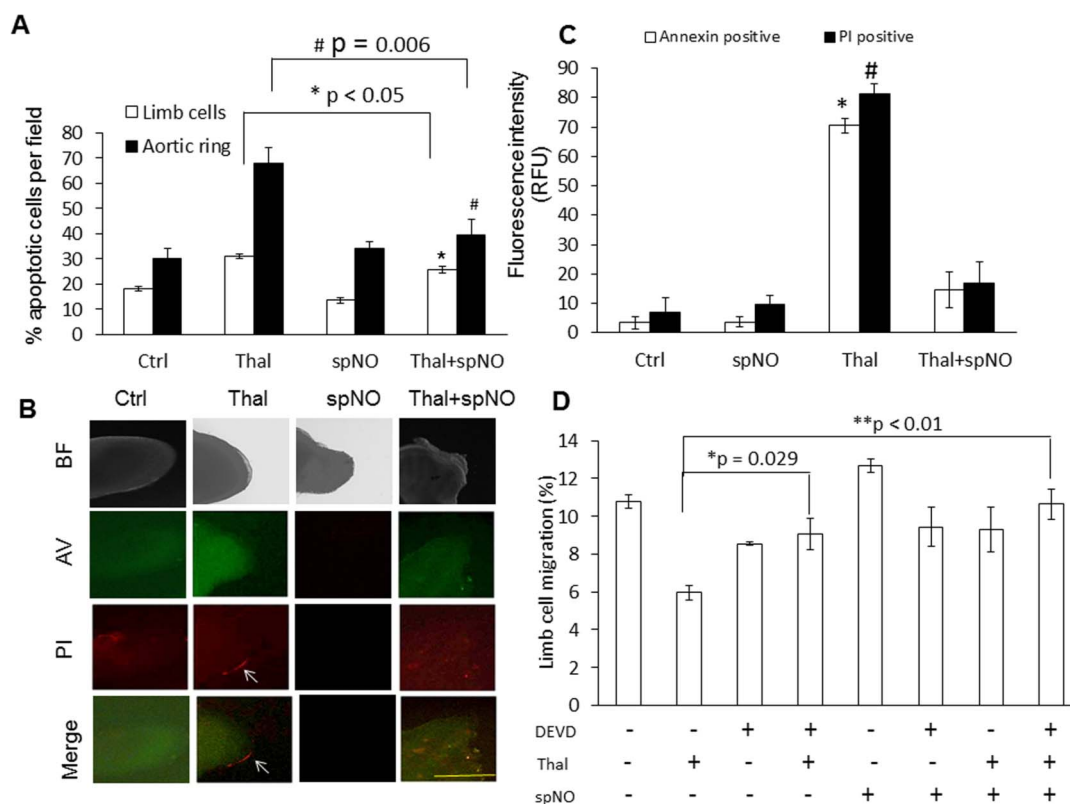 A
# p = 0.006
* p < 0.05
Limb cells
Aortic ring
% apoptotic cells per field
80
70
60
50
40
30
20
10
0
*
#
Ctrl Thal spNO Thal+spNO
B
Ctrl Thal spNO Thal+spNO
BF
AV
PI
Merge
C
Annexin positive PI positive
Fluorescence intensity
(RFU)
90
80
70
60
50
40
30
20
10
0
*
#
Ctrl spNO Thal Thal+spNO
D
**p < 0.01
*p = 0.029
Limb cell migration (%)
14
12
10
8
6
4
2
0
DEVD - - + + - + - +
Thal - + - + - - + +
spNO - - - - + + + +